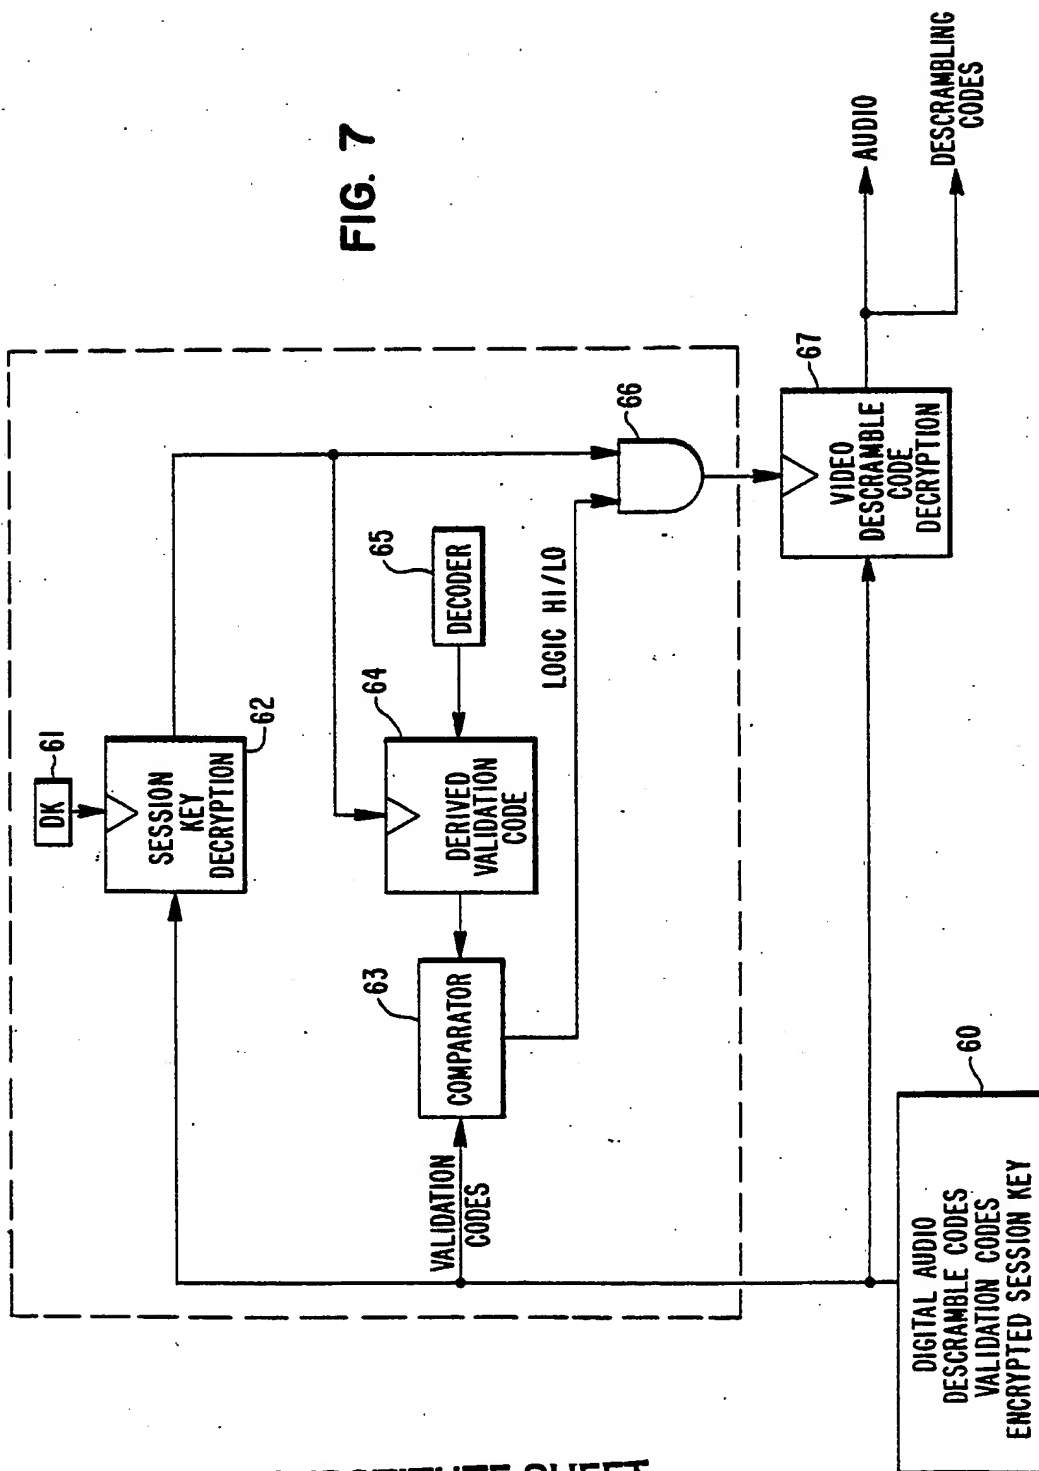 FIG. 7
DK
61
SESSION
KEY
DECRYPTION
62
DECODER
65
DERIVED
VALIDATION
CODE
64
COMPARATOR
63
VALIDATION
CODES
LOGIC HI/LO
66
VIDEO
DESCRAMBLE
CODE
DECRYPTION
67
AUDIO
DESCRAMBLING
CODES
DIGITAL AUDIO
DESCRAMBLE CODES
VALIDATION CODES
ENCRYPTED SESSION KEY
60
SUBSTITUTE SHEET